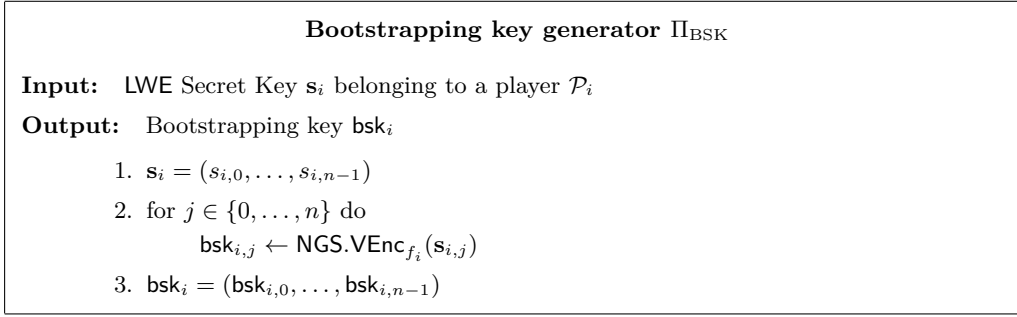 Bootstrapping key generator Π_BSK
Input: LWE Secret Key s_i belonging to a player 𝒫_i
Output: Bootstrapping key bsk_i
1. s_i = (s_{i,0}, . . . , s_{i,n−1})
2. for j ∈ {0, . . . , n} do
bsk_{i,j} ← NGS.VEnc_{f_i}(s_{i,j})
3. bsk_i = (bsk_{i,0}, . . . , bsk_{i,n−1})